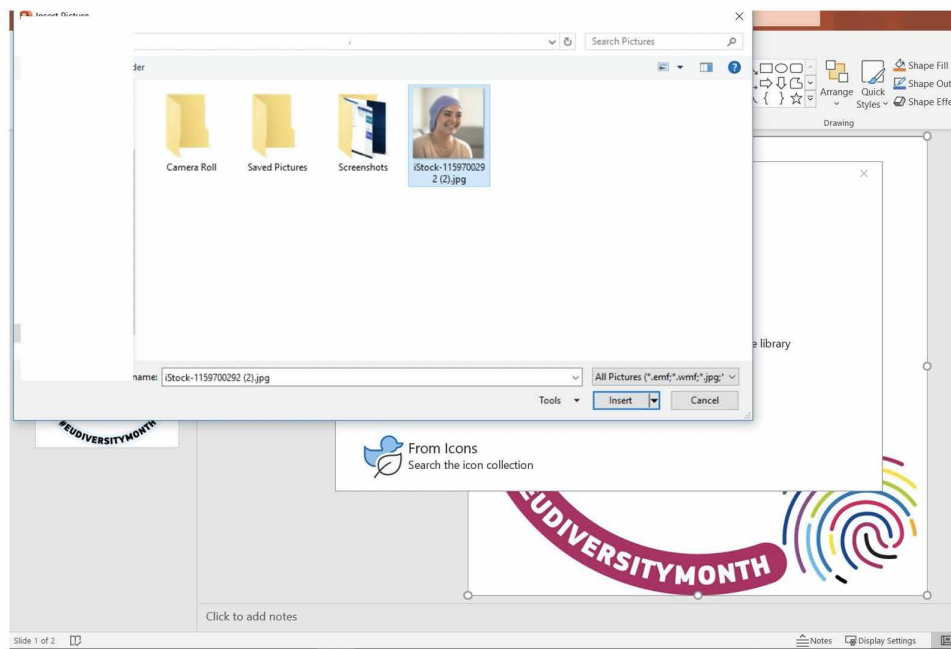 Insert Picture
Search Pictures
der
Camera Roll
Saved Pictures
Screenshots
iStock-115970029
2 (2).jpg
name: iStock-1159700292 (2).jpg
All Pictures (*.emf;*.wmf;*.jpg;*
Tools
Insert
Cancel
Shape Fill
Shape Out
Shape Effe
Arrange
Quick
Styles
Drawing
e library
From Icons
Search the icon collection
#EUDIVERSITYMONTH
EUDIVERSITYMONTH
Click to add notes
Slide 1 of 2
Notes
Display Settings